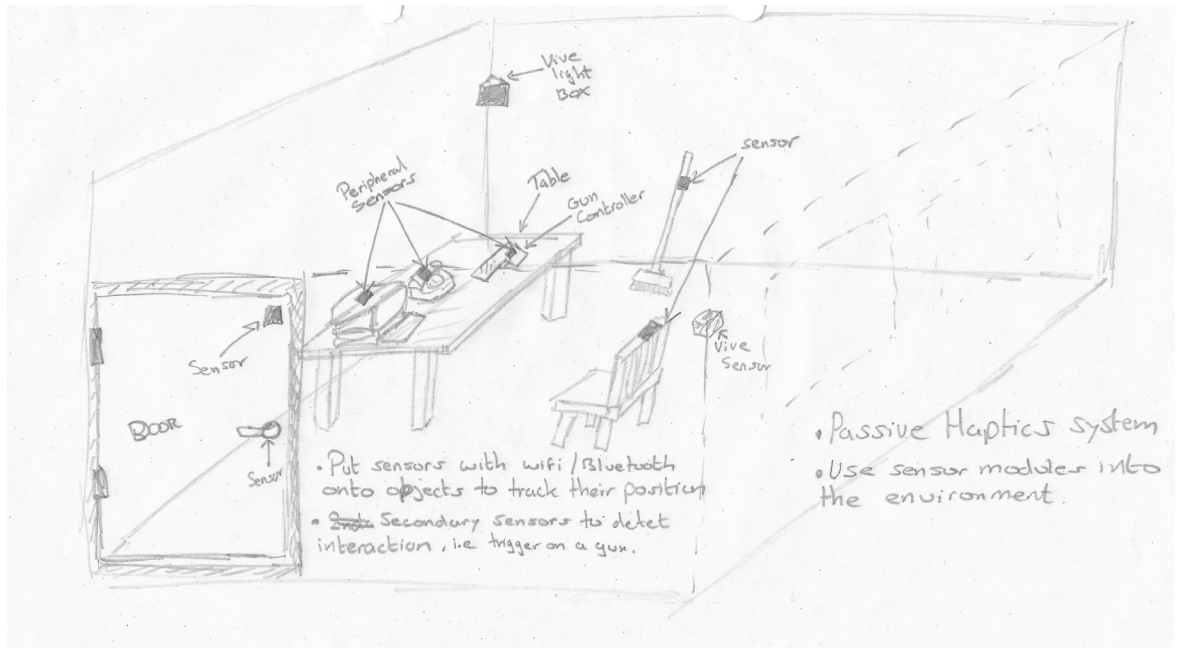 Vive
light
Box
sensor
Peripheral
Sensors
Table
Gun
Controller
Sensor
Vive
Sensor
DOOR
Sensor
• Passive Haptics system
• Use sensor modules into
the environment.
• Put sensors with wifi/Bluetooth
onto objects to track their position
• 2nd Secondary sensors to detet
interaction, i.e trigger on a gun.